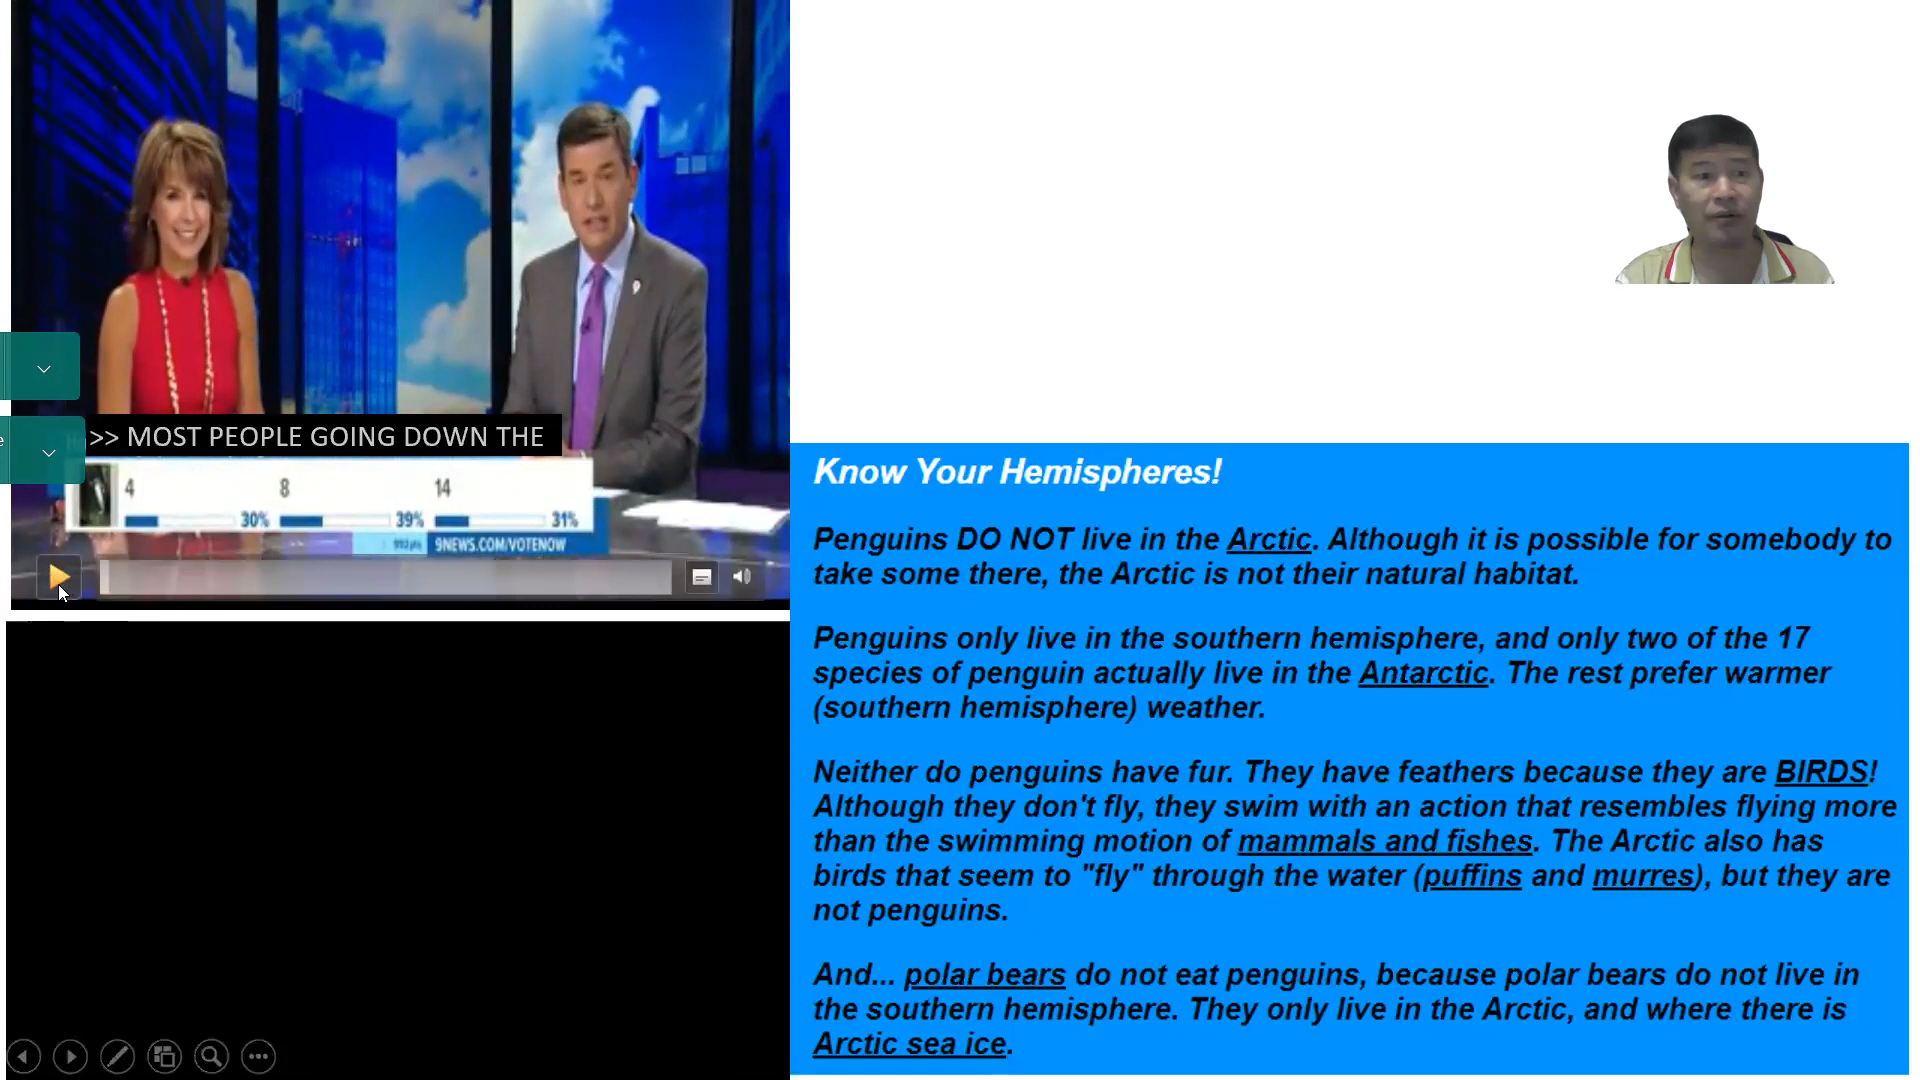 >> MOST PEOPLE GOING DOWN THE
4 8 14
30% 39% 31%
9NEWS.COM/VOTENOW
Know Your Hemispheres!
Penguins DO NOT live in the Arctic. Although it is possible for somebody to
take some there, the Arctic is not their natural habitat.
Penguins only live in the southern hemisphere, and only two of the 17
species of penguin actually live in the Antarctic. The rest prefer warmer
(southern hemisphere) weather.
Neither do penguins have fur. They have feathers because they are BIRDS!
Although they don't fly, they swim with an action that resembles flying more
than the swimming motion of mammals and fishes. The Arctic also has
birds that seem to "fly" through the water (puffins and murres), but they are
not penguins.
And... polar bears do not eat penguins, because polar bears do not live in
the southern hemisphere. They only live in the Arctic, and where there is
Arctic sea ice.